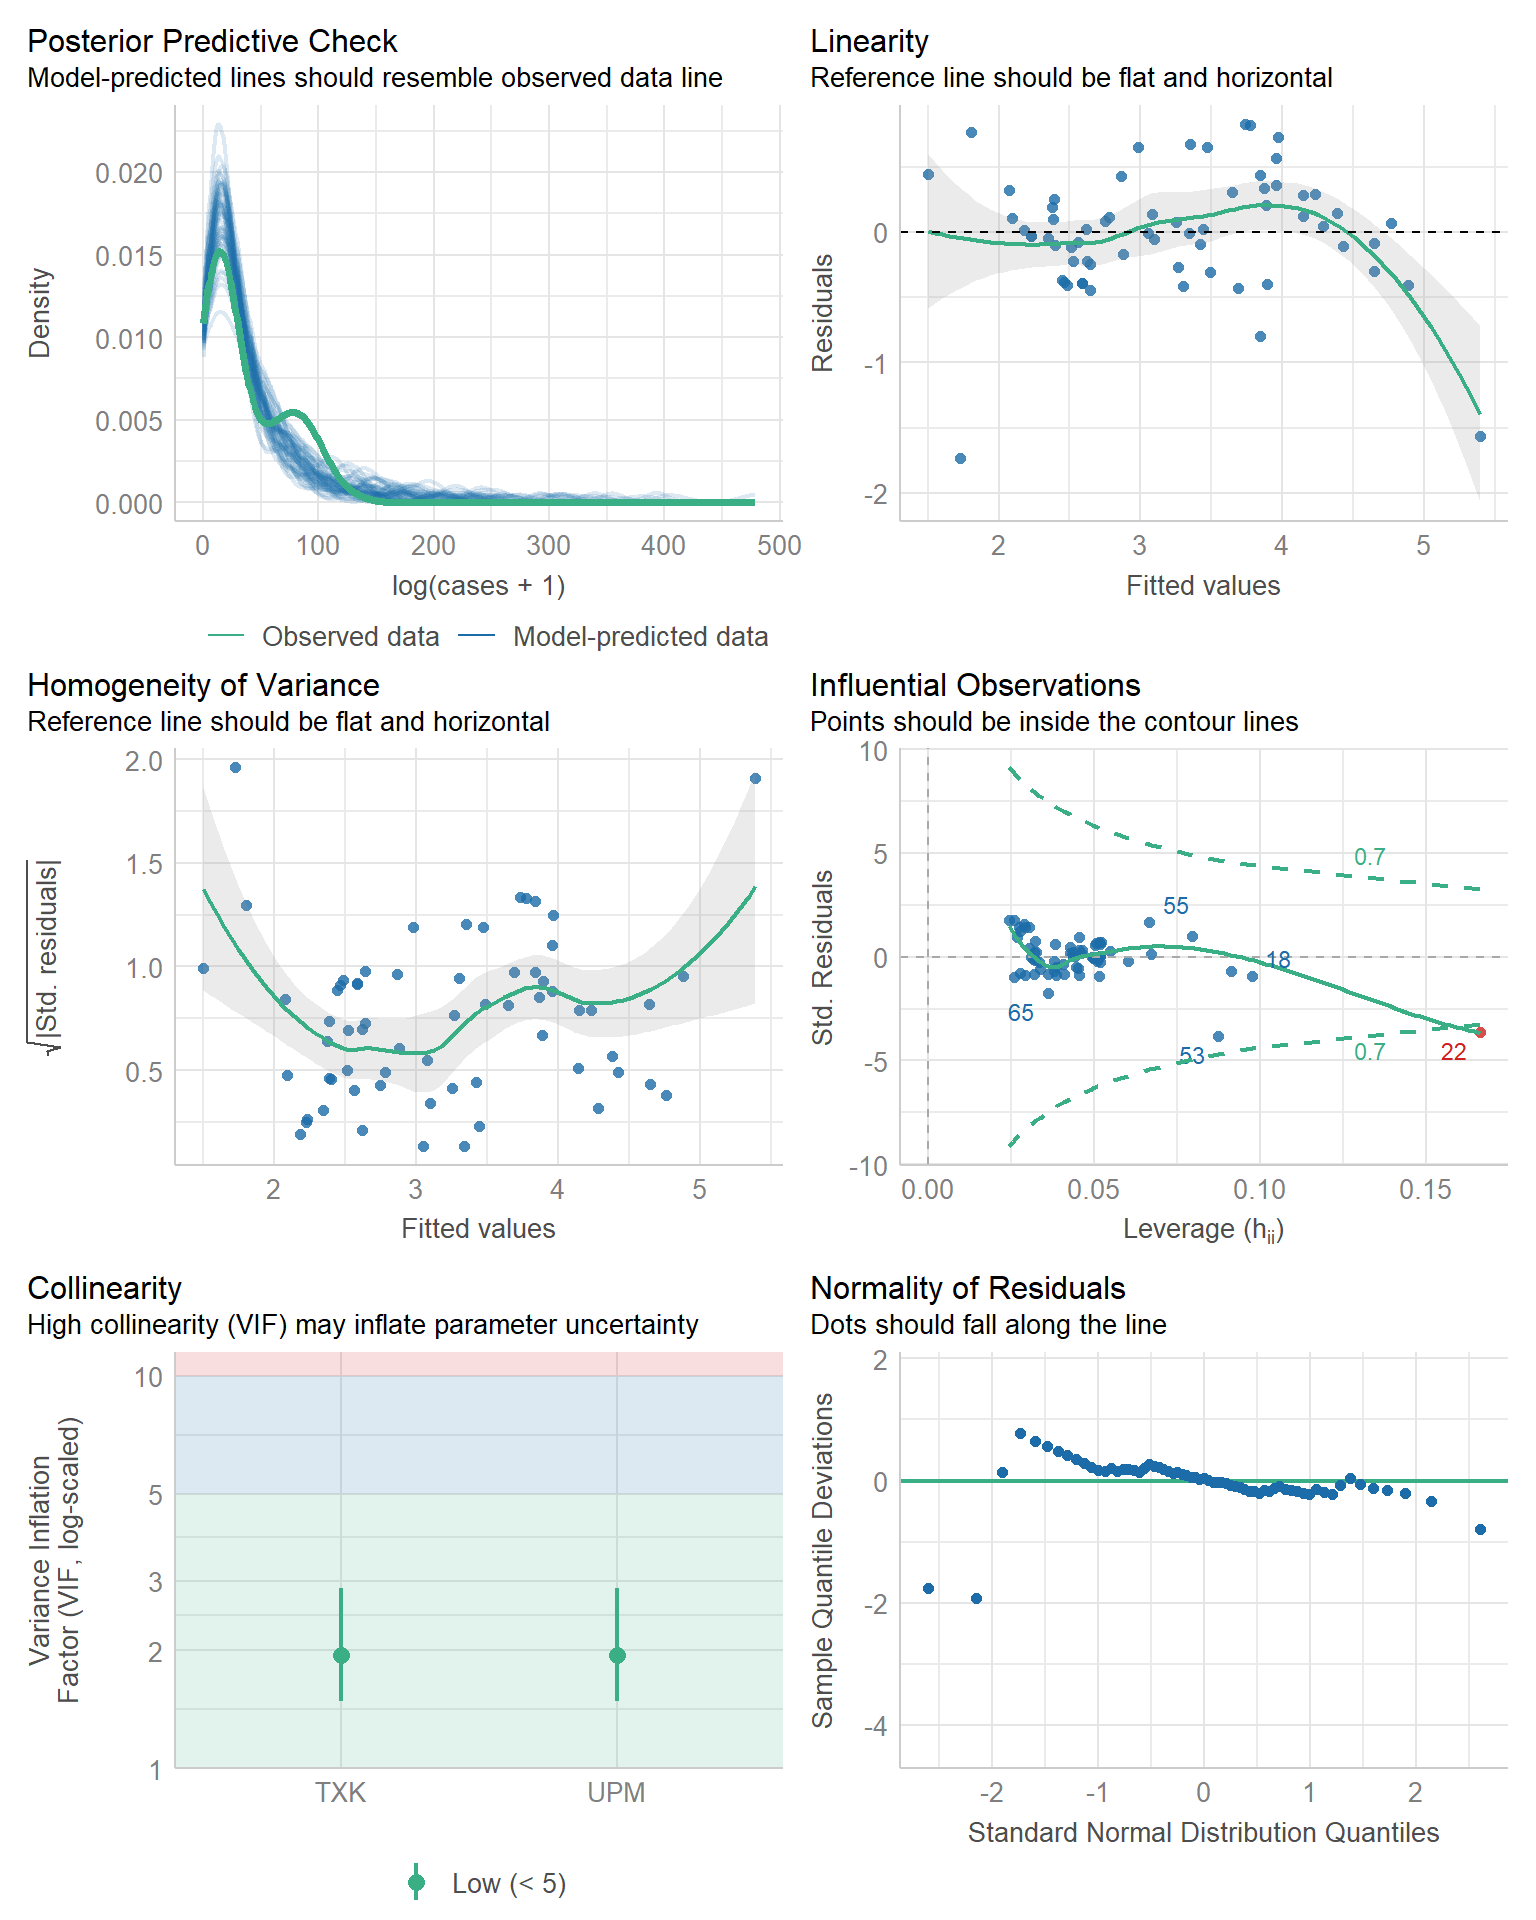 Posterior Predictive Check
Model-predicted lines should resemble observed data line
Density
0.020
0.015
0.010
0.005
0.000
0 100 200 300 400 500
log(cases + 1)
Observed data Model-predicted data
Linearity
Reference line should be flat and horizontal
Residuals
0
-1
-2
2 3 4 5
Fitted values
Homogeneity of Variance
Reference line should be flat and horizontal
√|Std. residuals|
2.0
1.5
1.0
0.5
2 3 4 5
Fitted values
Influential Observations
Points should be inside the contour lines
Std. Residuals
10
5
0
-5
-10
0.7
55
18
65
53
0.7
22
0.00 0.05 0.10 0.15
Leverage (hii)
Collinearity
High collinearity (VIF) may inflate parameter uncertainty
Variance Inflation
Factor (VIF, log-scaled)
10
5
3
2
1
TXK UPM
Low (< 5)
Normality of Residuals
Dots should fall along the line
Sample Quantile Deviations
2
0
-2
-4
-2 -1 0 1 2
Standard Normal Distribution Quantiles